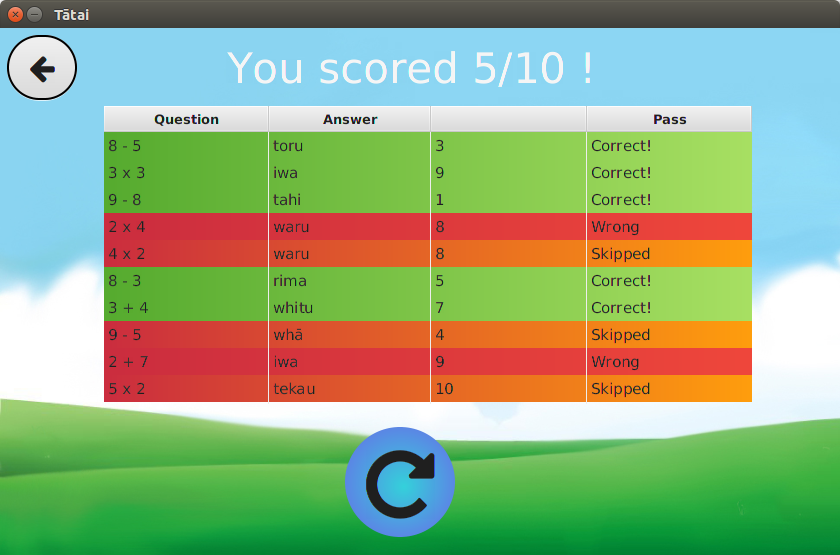 Tātai
You scored 5/10 !
Question Answer Pass
8 - 5 toru 3 Correct!
3 x 3 iwa 9 Correct!
9 - 8 tahi 1 Correct!
2 x 4 waru 8 Wrong
4 x 2 waru 8 Skipped
8 - 3 rima 5 Correct!
3 + 4 whitu 7 Correct!
9 - 5 whā 4 Skipped
2 + 7 iwa 9 Wrong
5 x 2 tekau 10 Skipped